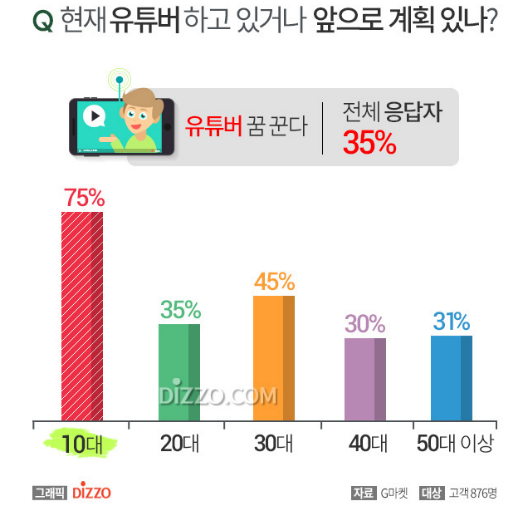 Q 현재 유튜버 하고 있거나 앞으로 계획 있나?
유튜버 꿈 꾼다
전체 응답자
35%
75%
35%
45%
30%
31%
DIZZO.COM
10대 20대 30대 40대 50대 이상
그래픽 DIZZO 자료 G마켓 대상 고객 876명